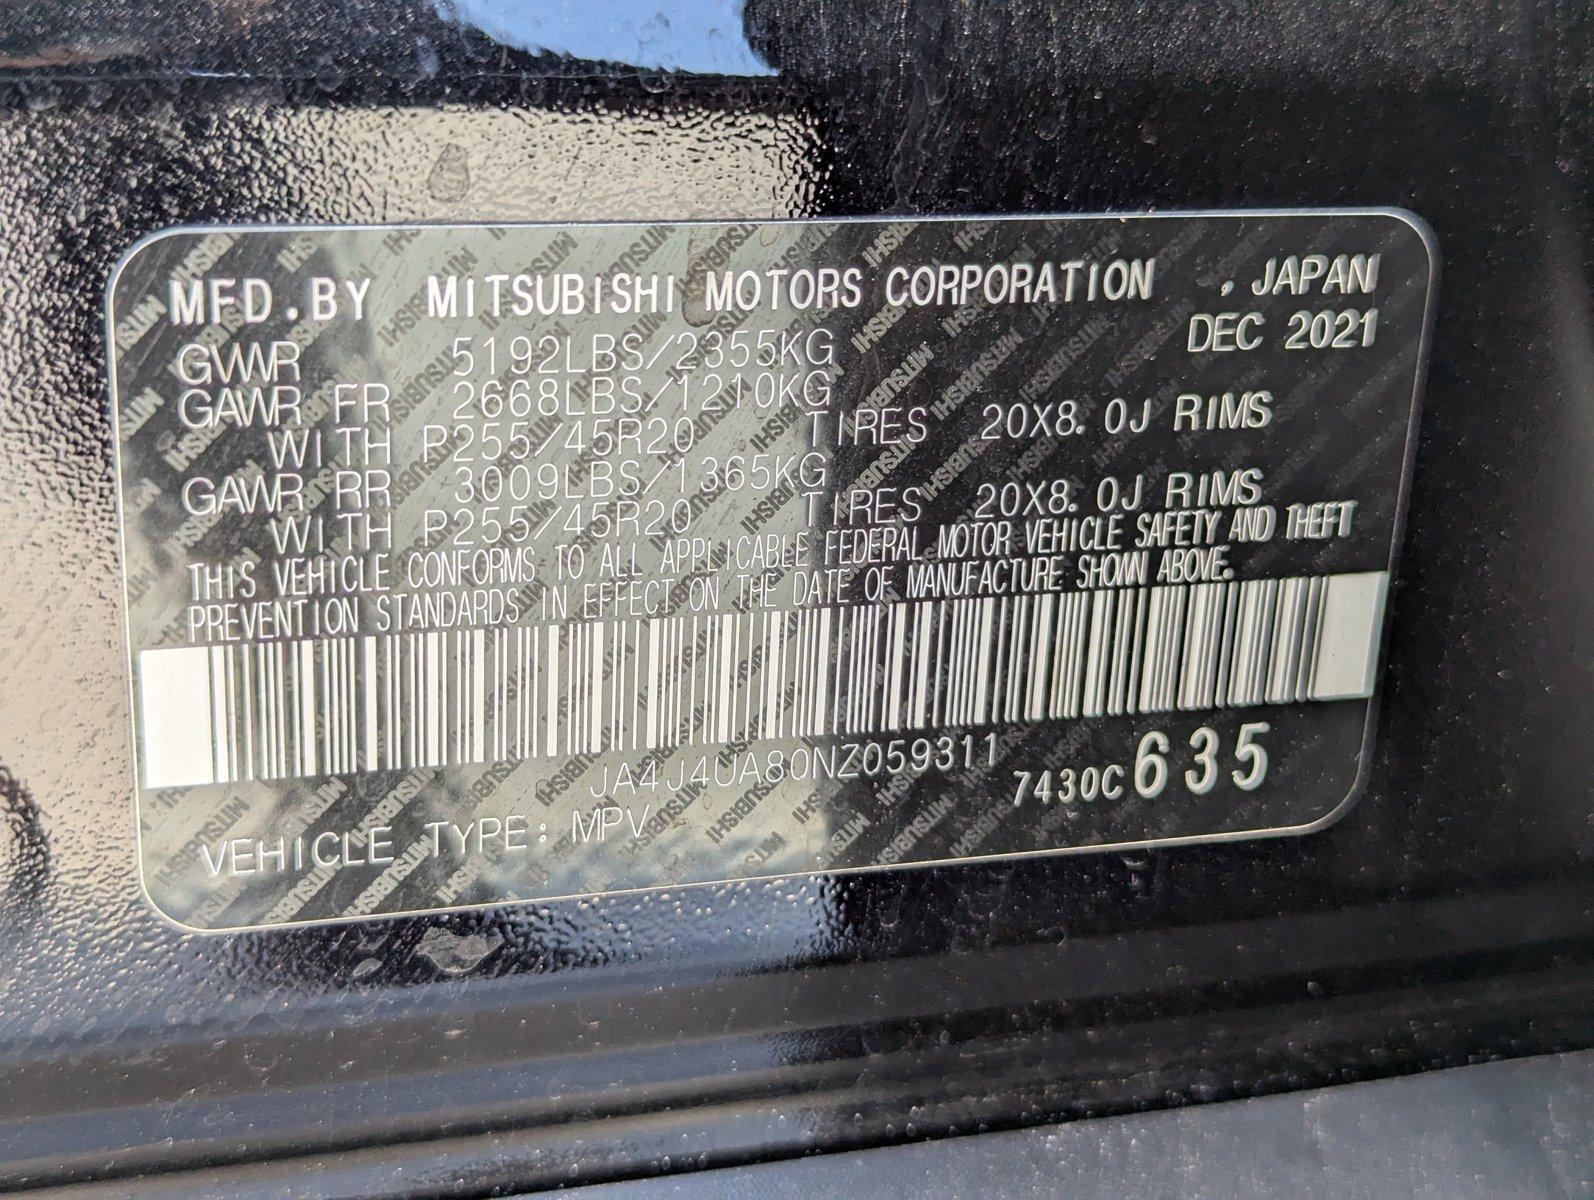 MFD.BY MITSUBISHI MOTORS CORPORATION , JAPAN
DEC 2021
GVWR 5192LBS/2355KG
GAWR FR 2668LBS/1210KG
WITH P255/45R20 TIRES 20X8.0J RIMS
GAWR RR 3009LBS/1365KG
WITH P255/45R20 TIRES 20X8.0J RIMS
THIS VEHICLE CONFORMS TO ALL APPLICABLE FEDERAL MOTOR VEHICLE SAFETY AND THEFT
PREVENTION STANDARDS IN EFFECT ON THE DATE OF MANUFACTURE SHOWN ABOVE.
JA4J4UA80NZ059311 7430C 635
VEHICLE TYPE: MPV